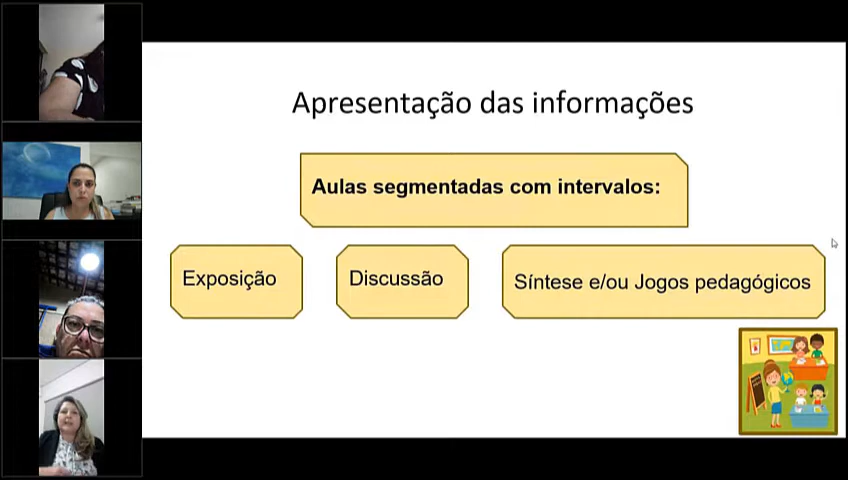 Apresentação das informações
Aulas segmentadas com intervalos:
Exposição
Discussão
Síntese e/ou Jogos pedagógicos